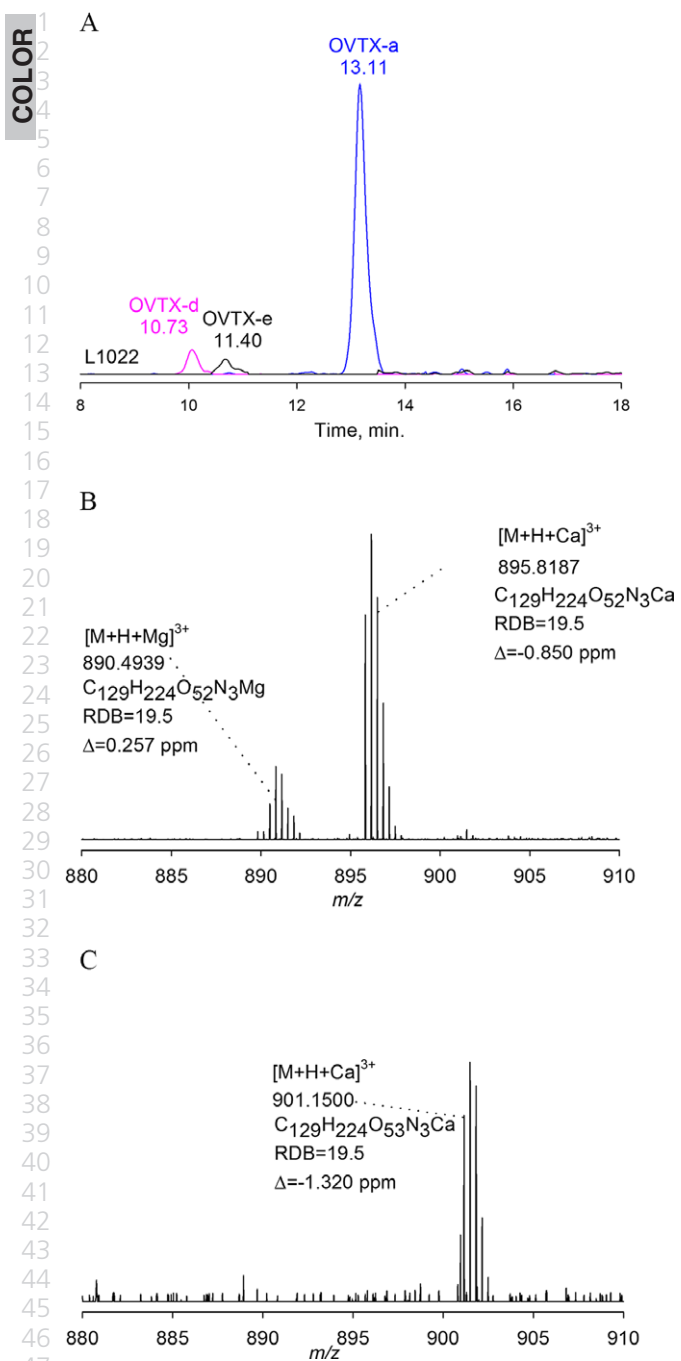 COLOR
1
2
3
4
5
6
7
8
9
10
11
12
13
14
15
16
17
18
19
20
21
22
23
24
25
26
27
28
29
30
31
32
33
34
35
36
37
38
39
40
41
42
43
44
45
46
A
OVTX-a
13.11
OVTX-d
10.73
OVTX-e
11.40
L1022
8 10 12 14 16 18
Time, min.
B
[M+H+Ca]³⁺
895.8187
C₁₂₉H₂₂₄O₅₂N₃Ca
RDB=19.5
Δ=-0.850 ppm
[M+H+Mg]³⁺
890.4939
C₁₂₉H₂₂₄O₅₂N₃Mg
RDB=19.5
Δ=0.257 ppm
880 885 890 895 900 905 910
m/z
C
[M+H+Ca]³⁺
901.1500
C₁₂₉H₂₂₄O₅₃N₃Ca
RDB=19.5
Δ=-1.320 ppm
880 885 890 895 900 905 910
m/z